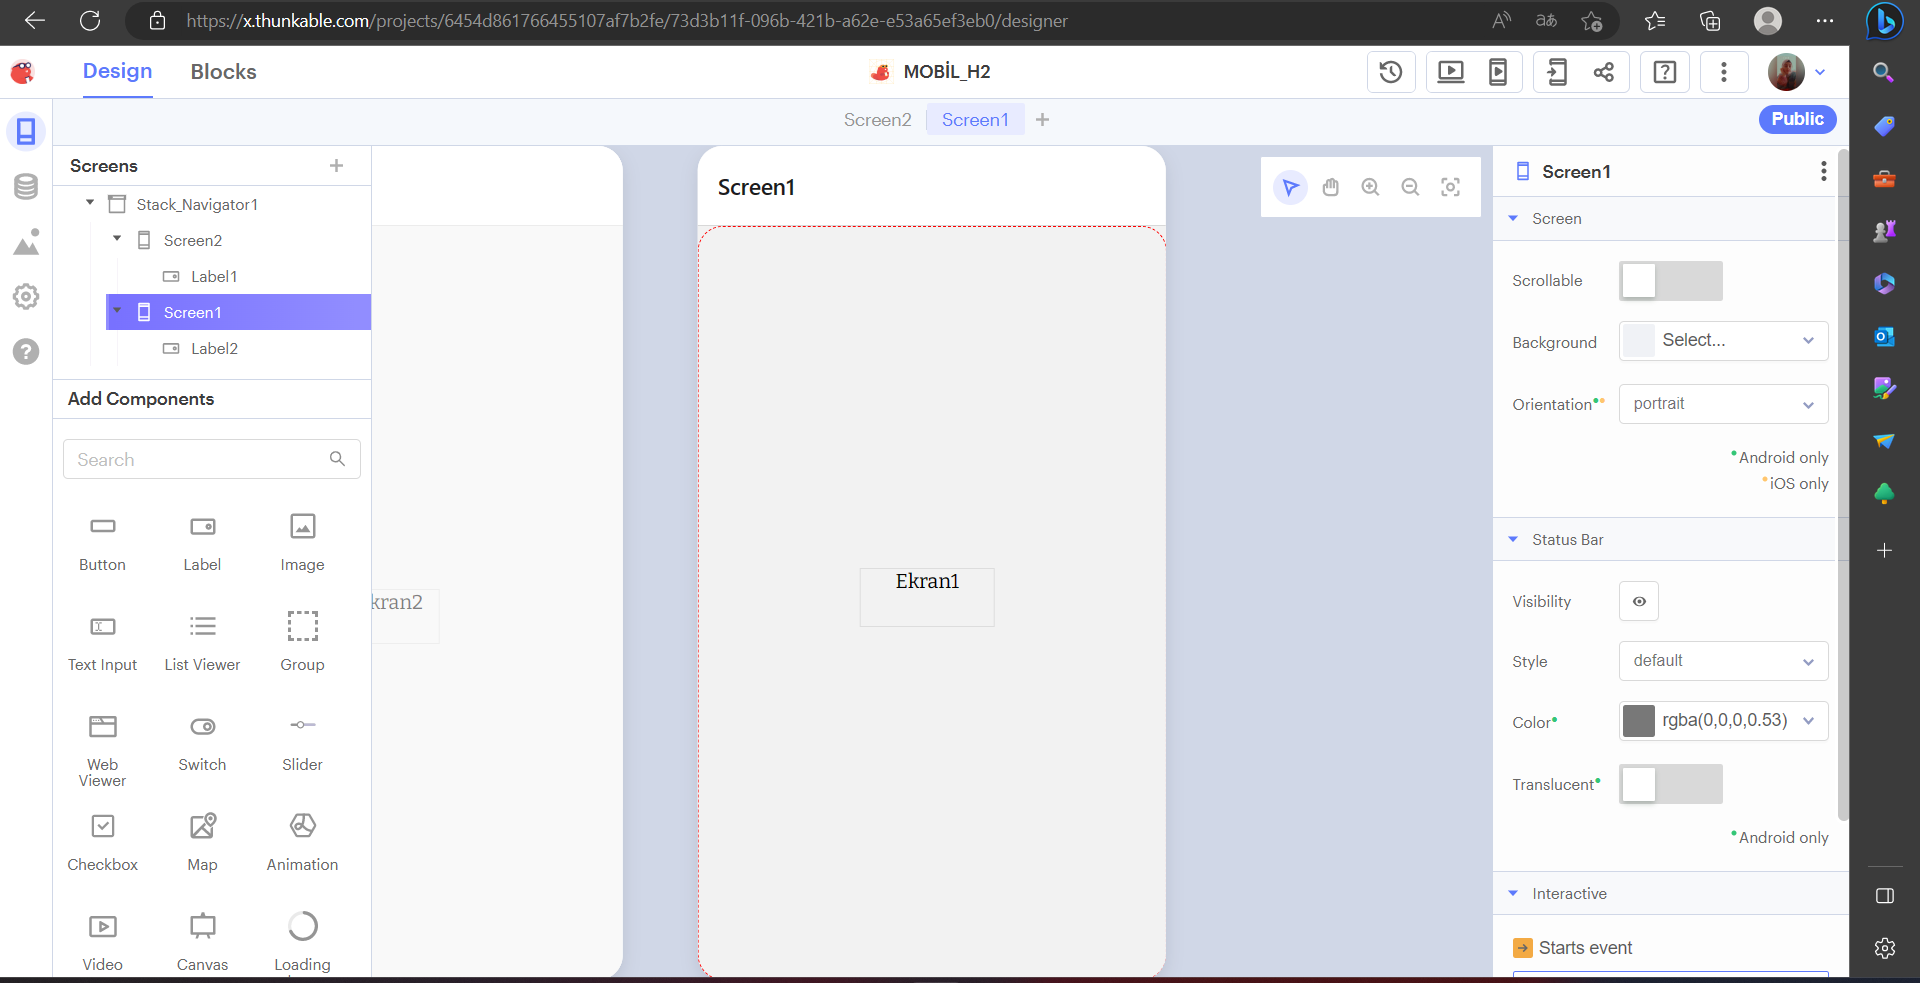 https://x.thunkable.com/projects/6454d861766455107af7b2fe/73d3b11f-096b-421b-a62e-e53a65ef3eb0/designer
Design
Blocks
MOBİL_H2
Screen2
Screen1
Public
Screens
Stack_Navigator1
Screen2
Label1
Screen1
Label2
Add Components
Search
Button
Label
Image
Text Input
List Viewer
Group
Web Viewer
Switch
Slider
Checkbox
Map
Animation
Video
Canvas
Loading
kran2
Screen1
Ekran1
Screen1
Screen
Scrollable
Background
Select...
Orientation
portrait
Android only
iOS only
Status Bar
Visibility
Style
default
Color
rgba(0,0,0,0.53)
Translucent
Android only
Interactive
Starts event